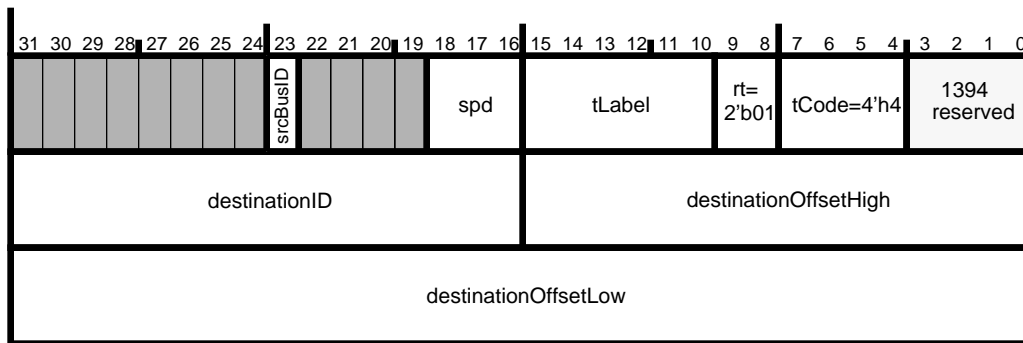 31 30 29 28 27 26 25 24 23 22 21 20 19 18 17 16 15 14 13 12 11 10 9 8 7 6 5 4 3 2 1 0
srcBusID
spd
tLabel
rt=
2'b01
tCode=4'h4
1394
reserved
destinationID
destinationOffsetHigh
destinationOffsetLow